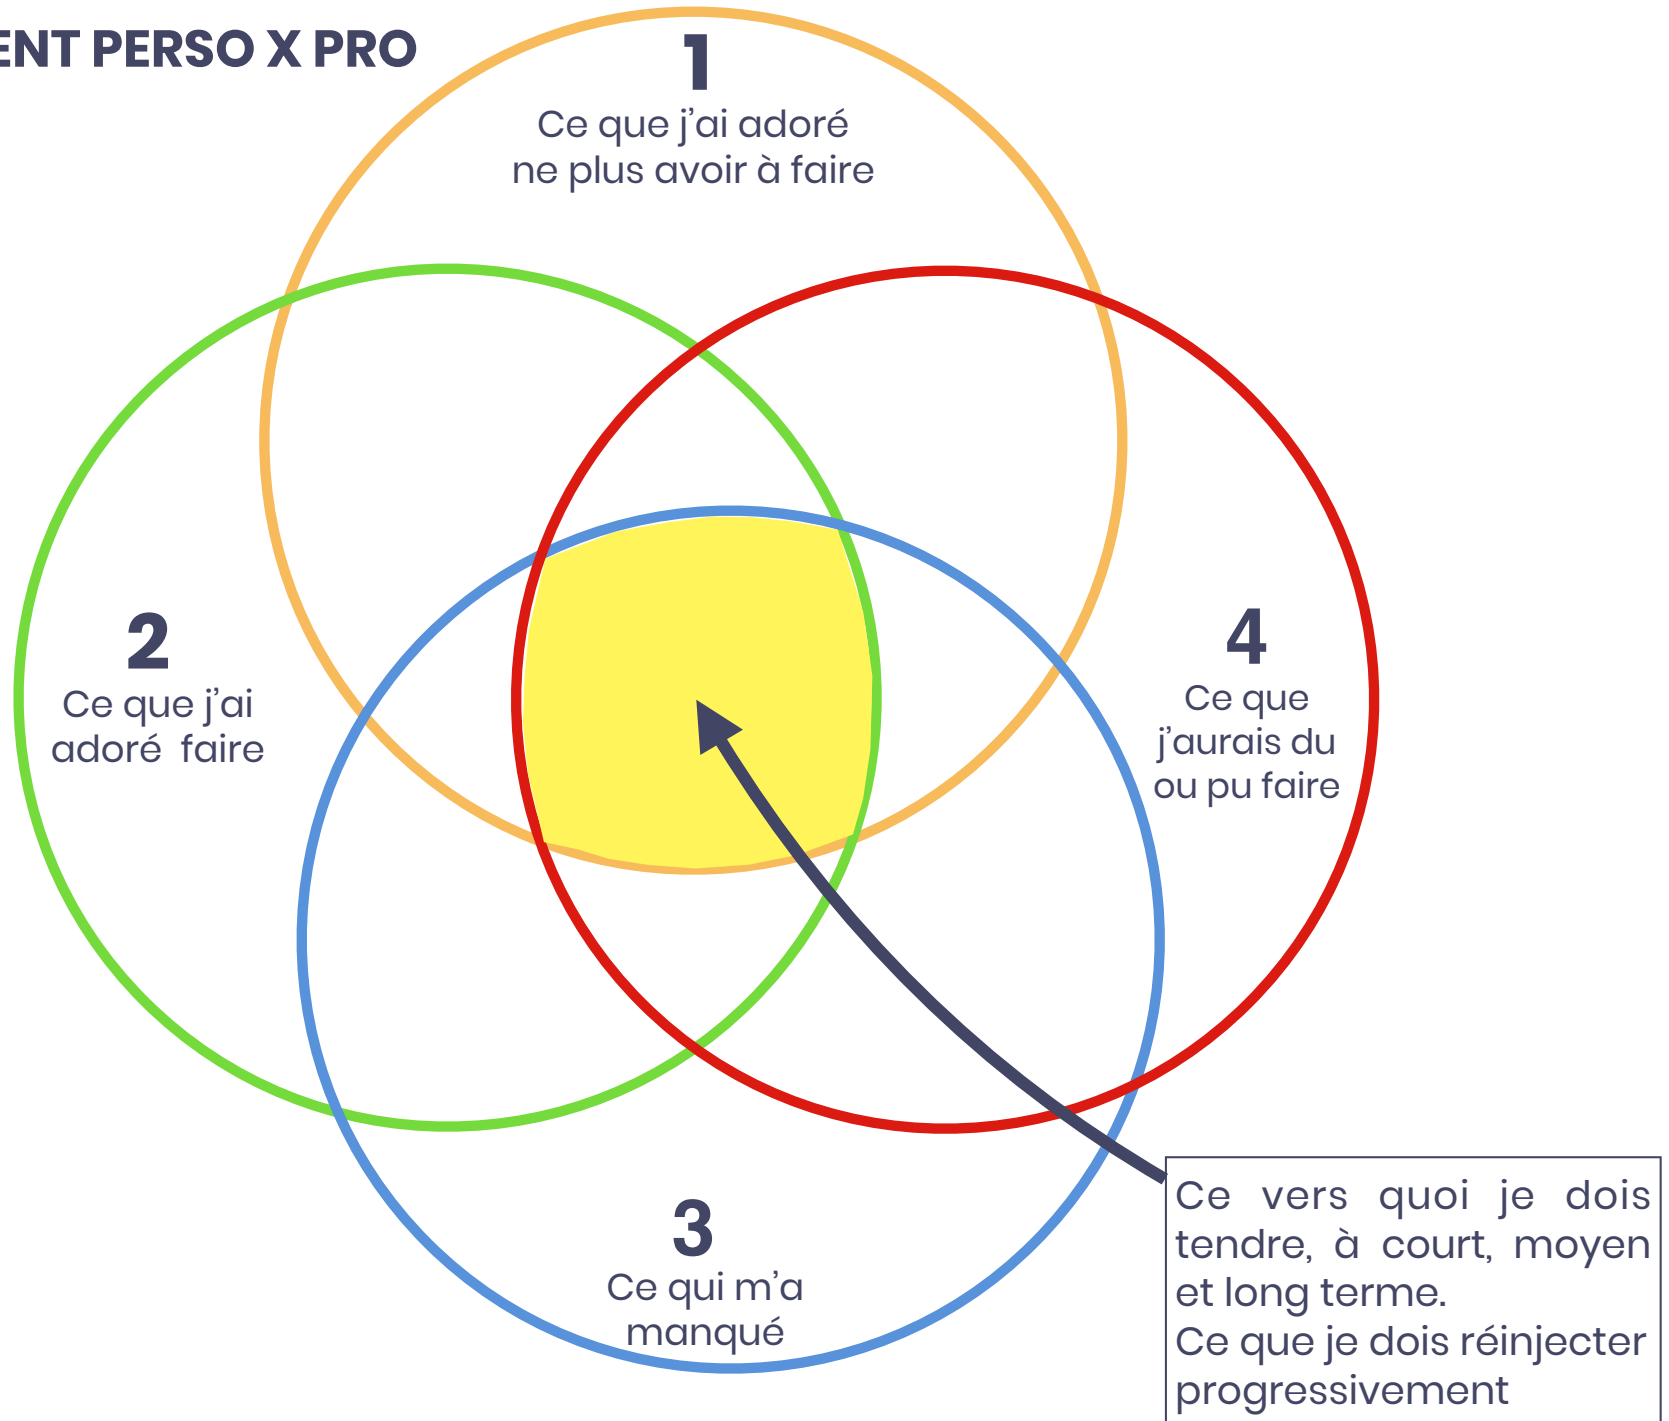 ENT PERSO X PRO
1
Ce que j'ai adoré
ne plus avoir à faire
2
Ce que j'ai
adoré faire
4
Ce que
j'aurais du
ou pu faire
3
Ce qui m'a
manqué
Ce vers quoi je dois
tendre, à court, moyen
et long terme.
Ce que je dois réinjecter
progressivement